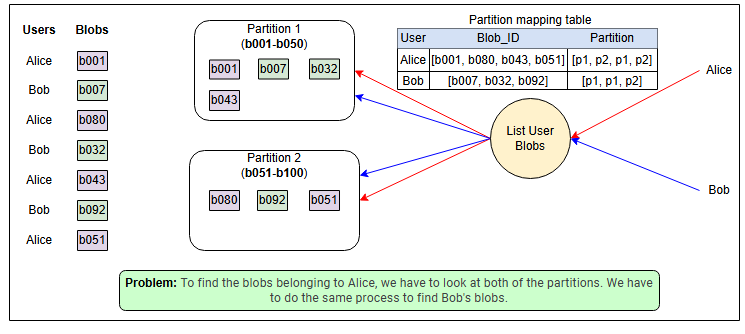 Users Blobs
Alice b001
Bob b007
Alice b080
Bob b032
Alice b043
Bob b092
Alice b051
Partition 1
(b001-b050)
b001 b007 b032
b043
Partition 2
(b051-b100)
b080 b092 b051
Partition mapping table
User Blob_ID Partition
Alice [b001, b080, b043, b051] [p1, p2, p1, p2]
Bob [b007, b032, b092] [p1, p1, p2]
List User
Blobs
Alice
Bob
Problem: To find the blobs belonging to Alice, we have to look at both of the partitions. We have
to do the same process to find Bob's blobs.